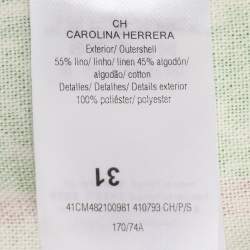 CH
CAROLINA HERRERA
Exterior/ Outershell
55% lino/ linho/ linen 45% algodón/
algodão/ cotton
Detalles/ Detalhes/ Details exterior
100% poliéster/ polyester
31
41CM482100981 410793 CH/P/S
170/74A